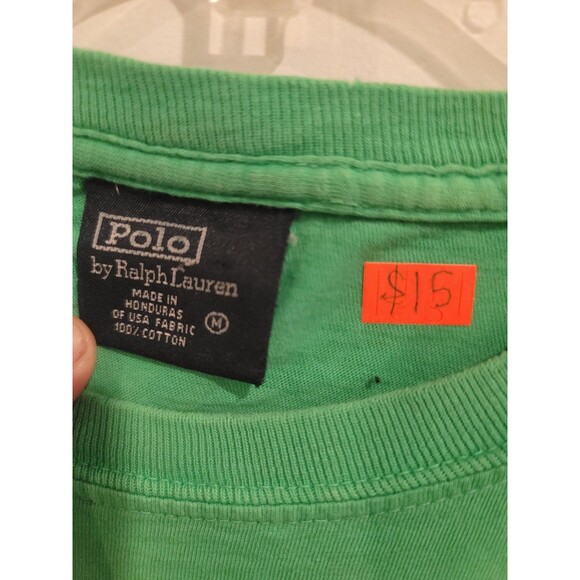 Polo
by Ralph Lauren
MADE IN
HONDURAS
OF USA FABRIC
100% COTTON
M
$15